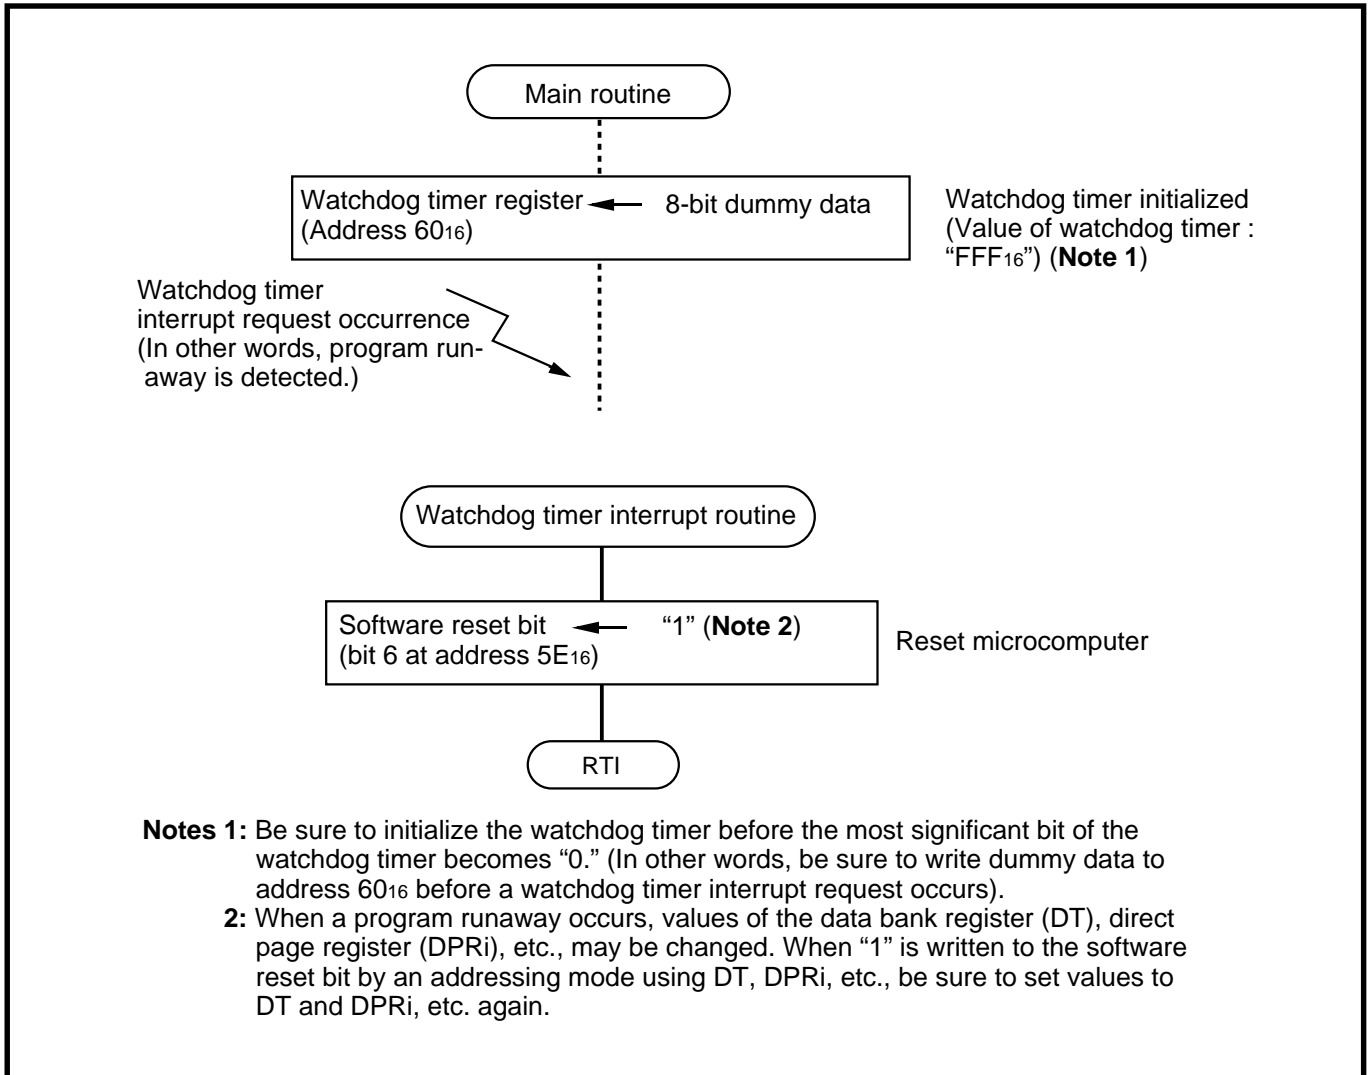 Main routine
Watchdog timer register ← 8-bit dummy data
(Address 60₁₆)
Watchdog timer initialized
(Value of watchdog timer :
“FFF₁₆”) (Note 1)
Watchdog timer
interrupt request occurrence
(In other words, program run-
away is detected.)
Watchdog timer interrupt routine
Software reset bit ← “1” (Note 2)
(bit 6 at address 5E₁₆)
Reset microcomputer
RTI
Notes 1: Be sure to initialize the watchdog timer before the most significant bit of the
watchdog timer becomes “0.” (In other words, be sure to write dummy data to
address 60₁₆ before a watchdog timer interrupt request occurs).
2: When a program runaway occurs, values of the data bank register (DT), direct
page register (DPRi), etc., may be changed. When “1” is written to the software
reset bit by an addressing mode using DT, DPRi, etc., be sure to set values to
DT and DPRi, etc. again.